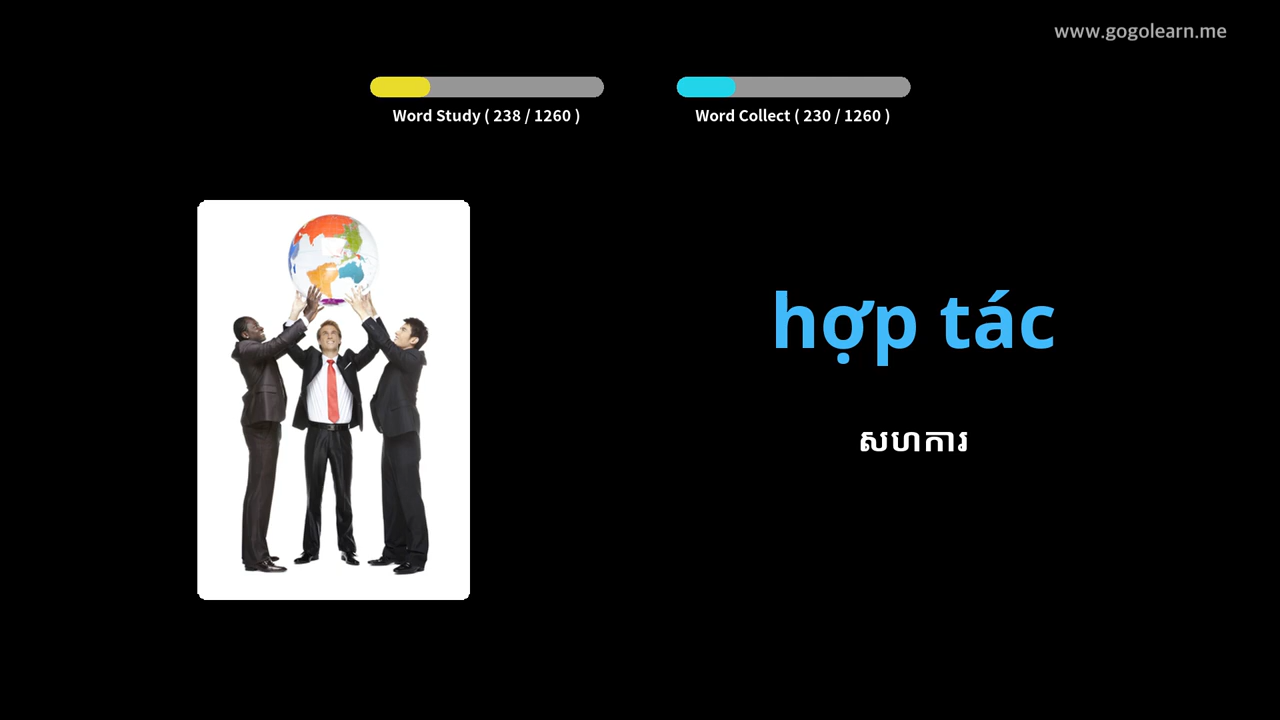 www.gogolearn.me
Word Study ( 238 / 1260 )
Word Collect ( 230 / 1260 )
hợp tác
សហការ